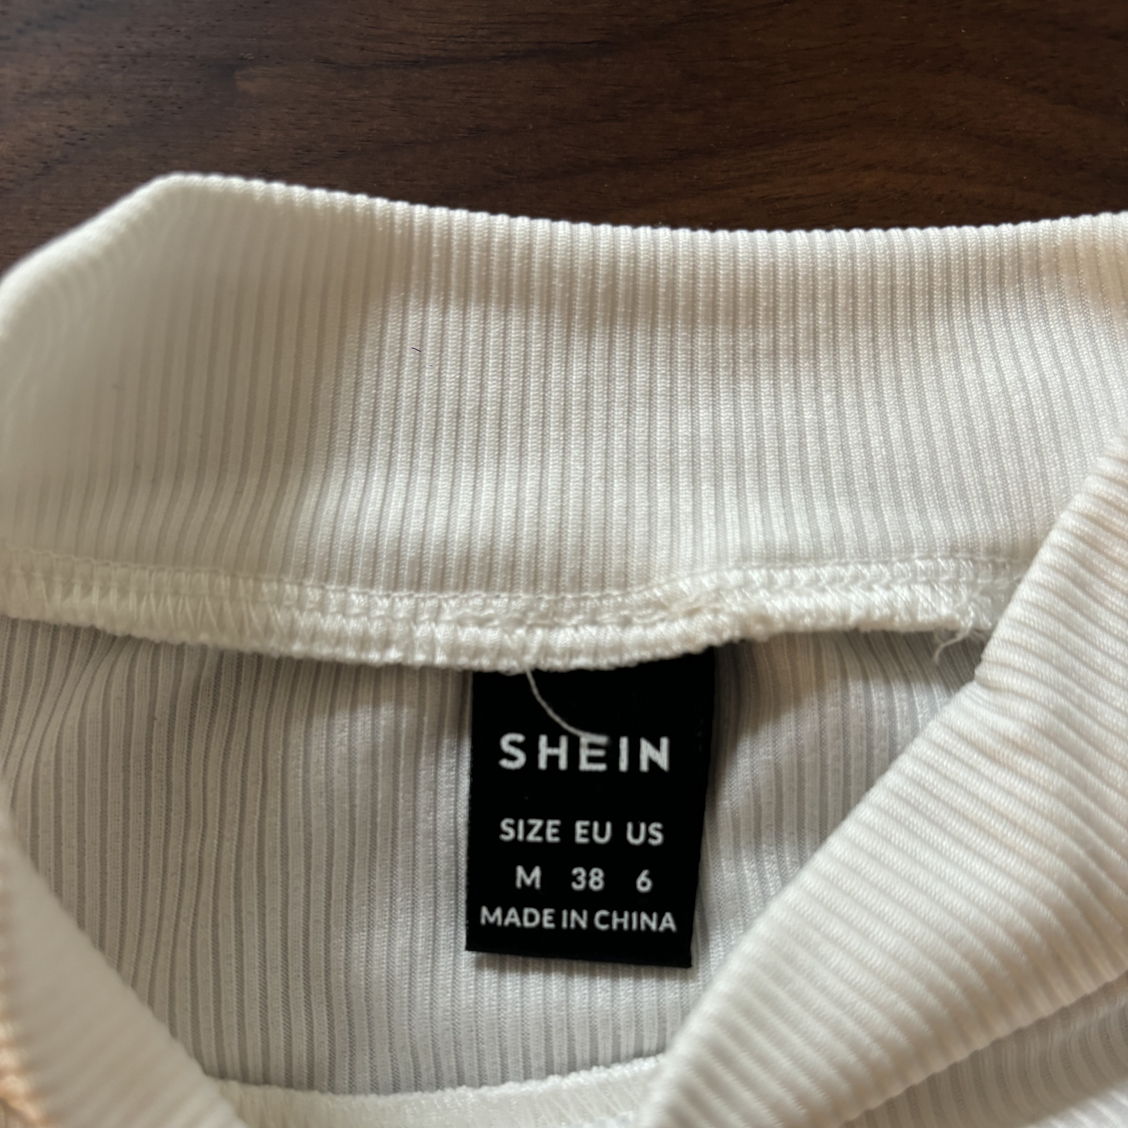 SHEIN
SIZE EU US
M 38 6
MADE IN CHINA